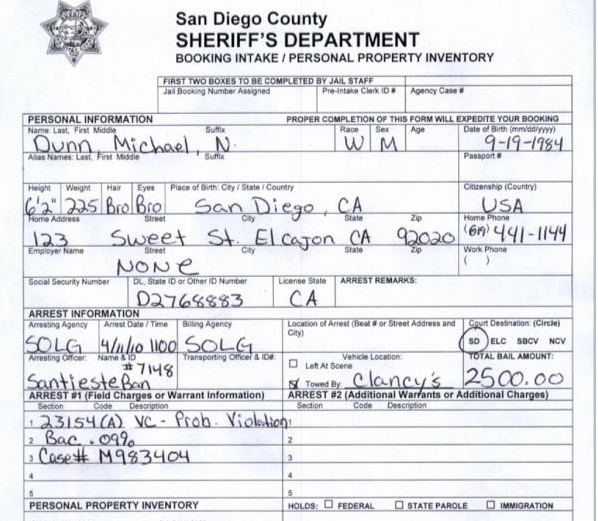 San Diego County
SHERIFF'S DEPARTMENT
BOOKING INTAKE / PERSONAL PROPERTY INVENTORY
FIRST TWO BOXES TO BE COMPLETED BY JAIL STAFF
Jail Booking Number Assigned Pre-Intake Clerk ID # Agency Case #
PERSONAL INFORMATION PROPER COMPLETION OF THIS FORM WILL EXPEDITE YOUR BOOKING
Name: Last, First Middle Suffix Race Sex Age Date of Birth (mm/dd/yyyy)
Dunn, Michael, N. W M 9-19-1984
Alias Names: Last, First Middle Suffix Passport #
Height Weight Hair Eyes Place of Birth: City / State / Country Citizenship (Country)
6'2" 225 Bro Bro San Diego, CA USA
Home Address Street City State Zip Home Phone
123 Sweet St. El cajon CA 92020 (619) 441-1144
Employer Name Street City State Zip Work Phone
NONE ( )
Social Security Number DL, State ID or Other ID Number License State ARREST REMARKS:
D2768883 CA
ARREST INFORMATION
Arresting Agency Arrest Date / Time Billing Agency Location of Arrest (Beat # or Street Address and City) Court Destination: (Circle)
SOLG 4/11/10 1100 SOLG SD ELC SBCV NCV
Arresting Officer: Name & ID Transporting Officer & ID#: Vehicle Location: TOTAL BAIL AMOUNT:
#7148 Left At Scene
Santiesteban Towed By: Clancy's 2500.00
ARREST #1 (Field Charges or Warrant Information) ARREST #2 (Additional Warrants or Additional Charges)
Section Code Description Section Code Description
1 23154(A) VC - Prob. Violation 1
2 Bac .09% 2
3 Case# M983404 3
4 4
5 5
PERSONAL PROPERTY INVENTORY HOLDS: FEDERAL STATE PAROLE IMMIGRATION